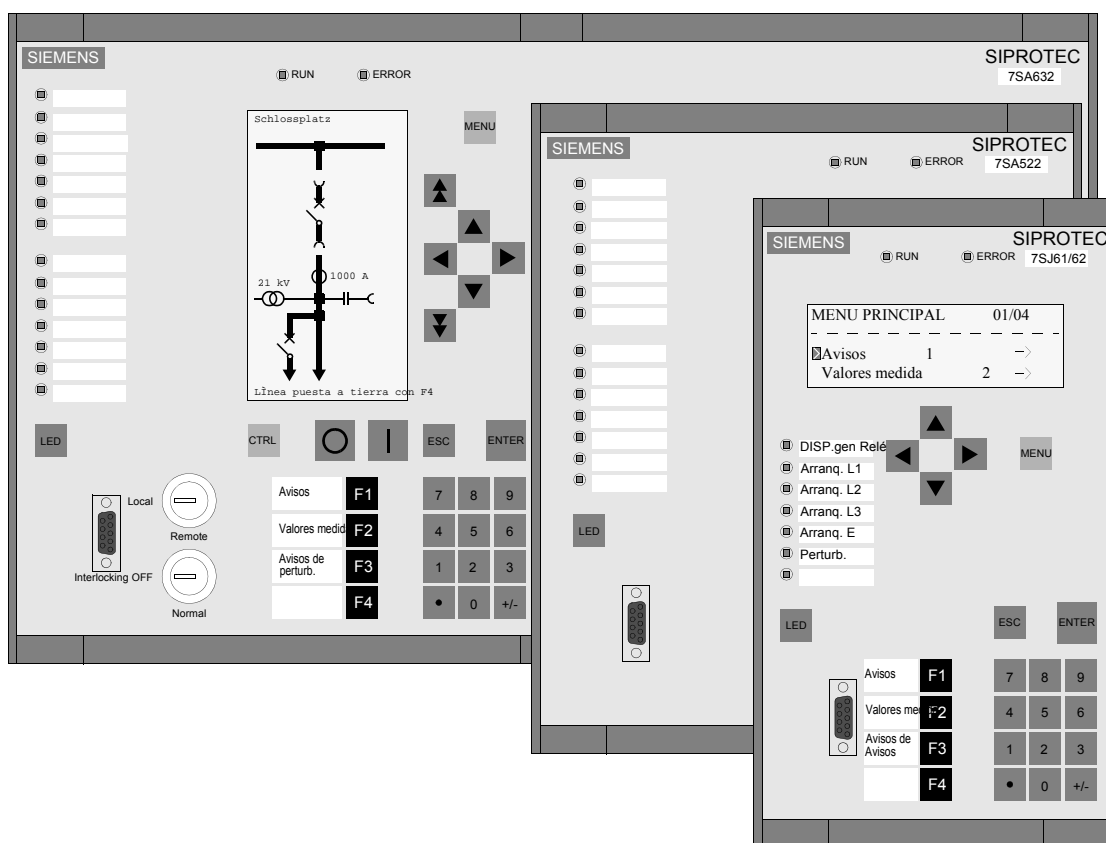 SIEMENS
SIPROTEC
7SA632
RUN
ERROR
Schlossplatz
21 kV
1000 A
LÌnea puesta a tierra con F4
MENU
LED
CTRL
ESC
ENTER
Local
Remote
Interlocking OFF
Normal
Avisos
F1
Valores medid
F2
Avisos de
perturb.
F3
F4
7 8 9
4 5 6
1 2 3
• 0 +/-
SIEMENS
SIPROTEC
7SA522
RUN
ERROR
LED
SIEMENS
SIPROTEC
7SJ61/62
RUN
ERROR
MENU PRINCIPAL 01/04
Avisos 1 ->
Valores medida 2 ->
DISP.gen Relé
Arranq. L1
Arranq. L2
Arranq. L3
Arranq. E
Perturb.
MENU
LED
ESC
ENTER
Avisos
F1
Valores me
F2
Avisos de
Avisos
F3
F4
7 8 9
4 5 6
1 2 3
• 0 +/-